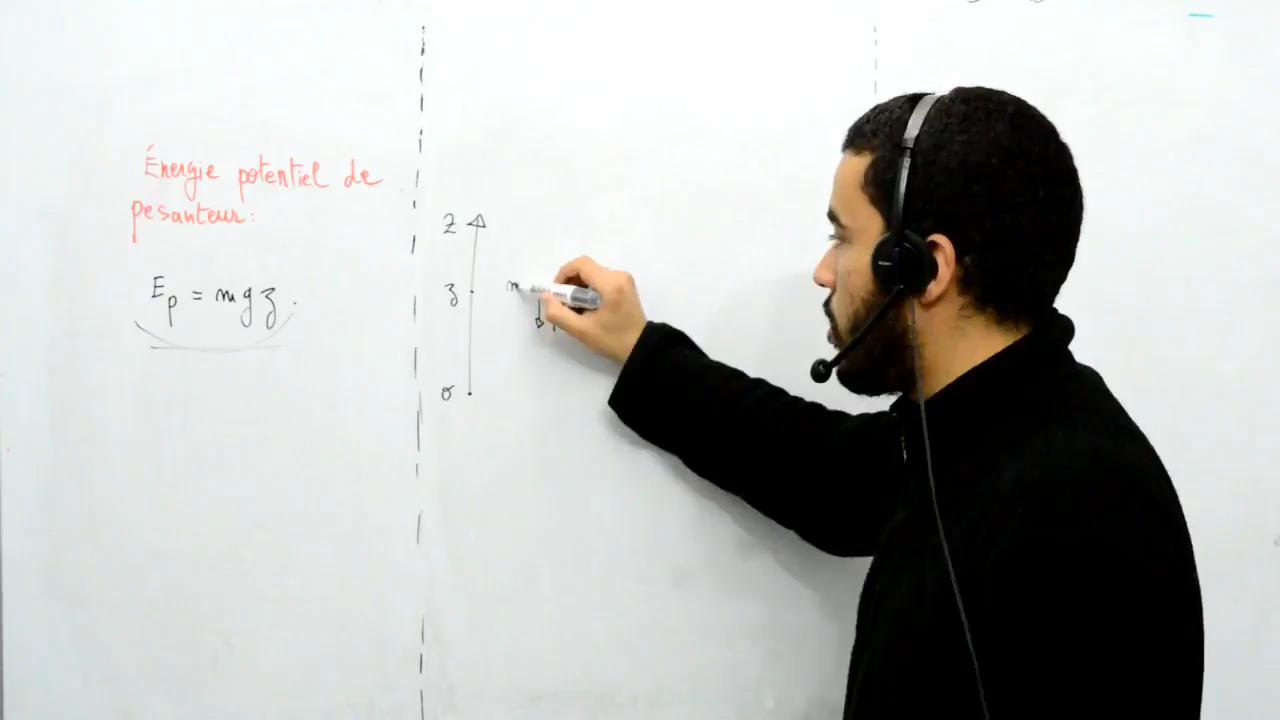 Énergie potentiel de
pesanteur:
Ep = mgz.
z
z
o
m